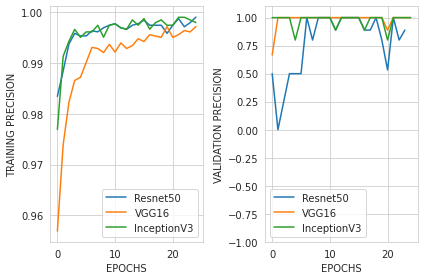 TRAINING PRECISION
1.00
0.99
0.98
0.97
0.96
0
20
EPOCHS
Resnet50
VGG16
InceptionV3
VALIDATION PRECISION
1.00
0.75
0.50
0.25
0.00
−0.25
−0.50
−0.75
−1.00
0
20
EPOCHS
Resnet50
VGG16
InceptionV3